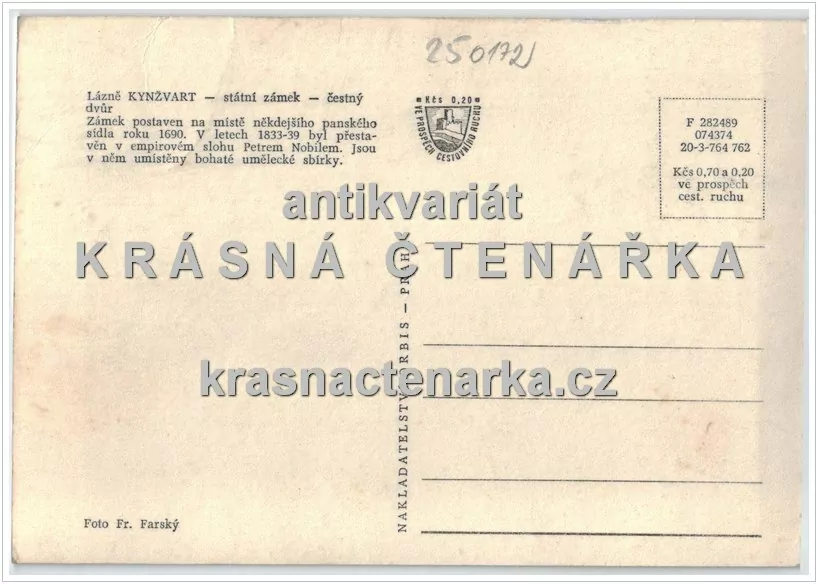 250172
Lázně KYNŽVART — státní zámek — čestný
dvůr
Zámek postaven na místě někdejšího panského
sídla roku 1690. V letech 1833-39 byl přesta-
věn v empirovém slohu Petrem Nobilem. Jsou
v něm umístěny bohaté umělecké sbírky.
Kčs 0,20
VE PROSPĚCH CESTOVNÍHO RUCHU
F 282489
074374
20-3-764 762
Kčs 0,70 a 0,20
ve prospěch
cest. ruchu
antikvariát
KRÁSNÁ ČTENÁŘKA
krasnactenarka.cz
NAKLADATELSTVÍ ORBIS — PRAHA
Foto Fr. Farský